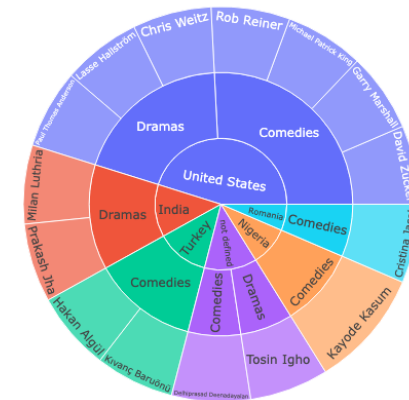 Rob Reiner
Chris Weitz
Michael Patrick King
Lasse Hallström
Garry Marshall
Paul Thomas Anderson
David Zucker
Dramas
Comedies
United States
Milan Luthria
Dramas
India
Romania
Comedies
Prakash Jha
Turkey
not defined
Nigeria
Comedies
Comedies
Dramas
Comedies
Hakan Algül
Kıvanç Baruönü
Tosin Igho
Kayode Kasum
Cristina